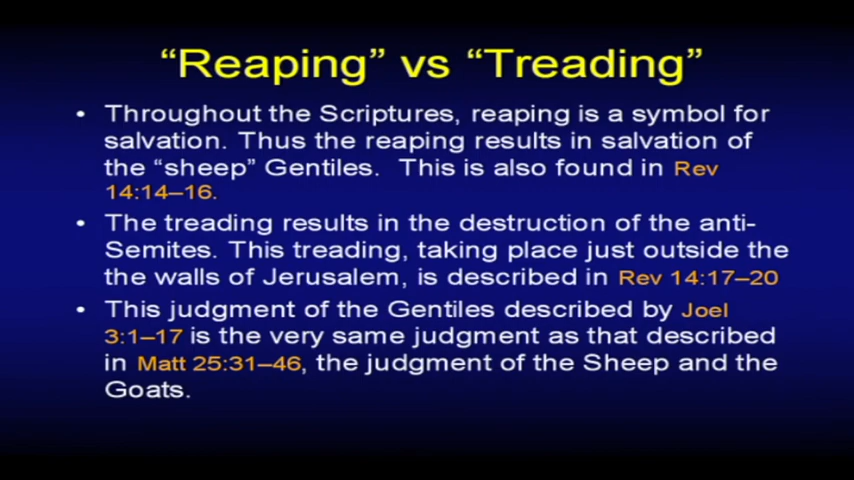 “Reaping” vs “Treading”
• Throughout the Scriptures, reaping is a symbol for
salvation. Thus the reaping results in salvation of
the “sheep” Gentiles. This is also found in Rev
14:14–16.
• The treading results in the destruction of the anti-
Semites. This treading, taking place just outside the
the walls of Jerusalem, is described in Rev 14:17–20
• This judgment of the Gentiles described by Joel
3:1–17 is the very same judgment as that described
in Matt 25:31–46, the judgment of the Sheep and the
Goats.